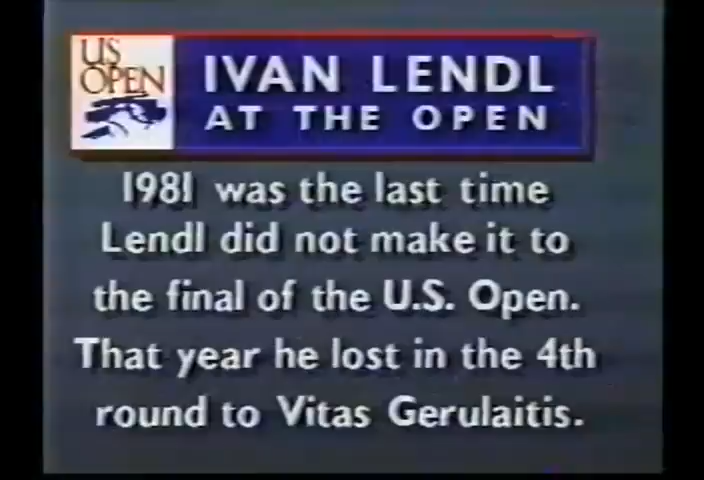 US
OPEN
IVAN LENDL
AT THE OPEN
1981 was the last time
Lendl did not make it to
the final of the U.S. Open.
That year he lost in the 4th
round to Vitas Gerulaitis.